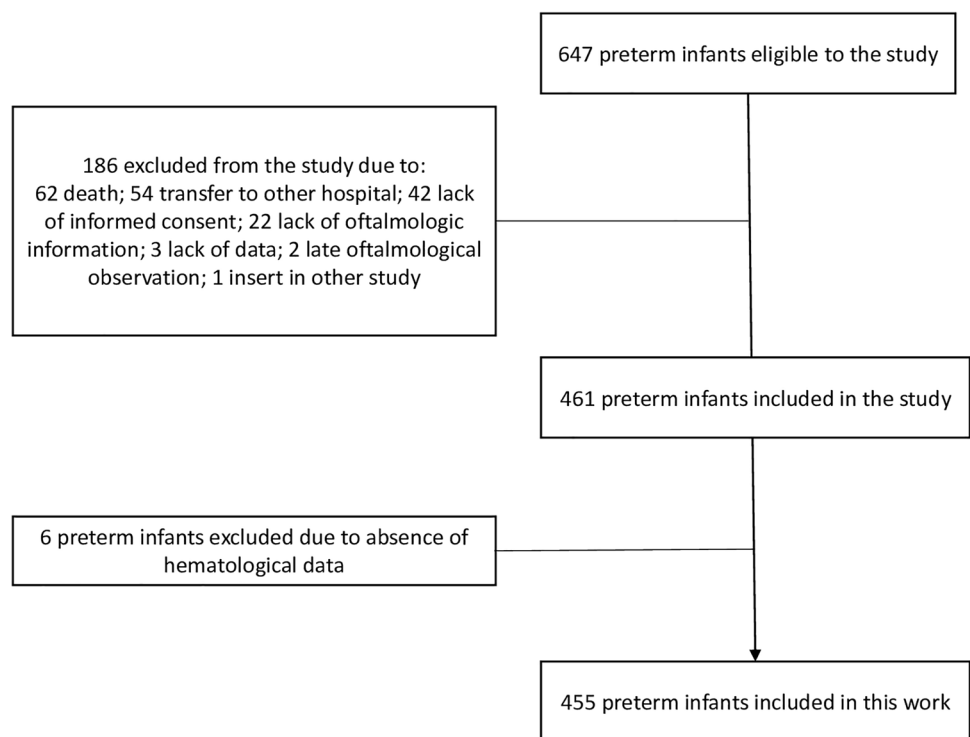 647 preterm infants eligible to the study
186 excluded from the study due to:
62 death; 54 transfer to other hospital; 42 lack
of informed consent; 22 lack of oftalmologic
information; 3 lack of data; 2 late oftalmological
observation; 1 insert in other study
461 preterm infants included in the study
6 preterm infants excluded due to absence of
hematological data
455 preterm infants included in this work